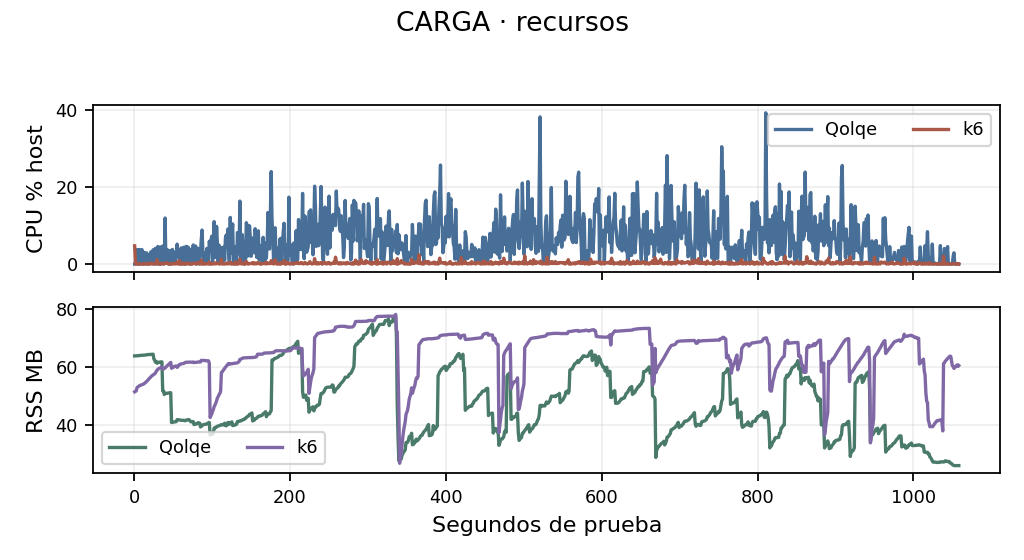 CARGA · recursos
CPU % host
40
20
0
Qolqe k6
RSS MB
80
60
40
Qolqe k6
0 200 400 600 800 1000
Segundos de prueba